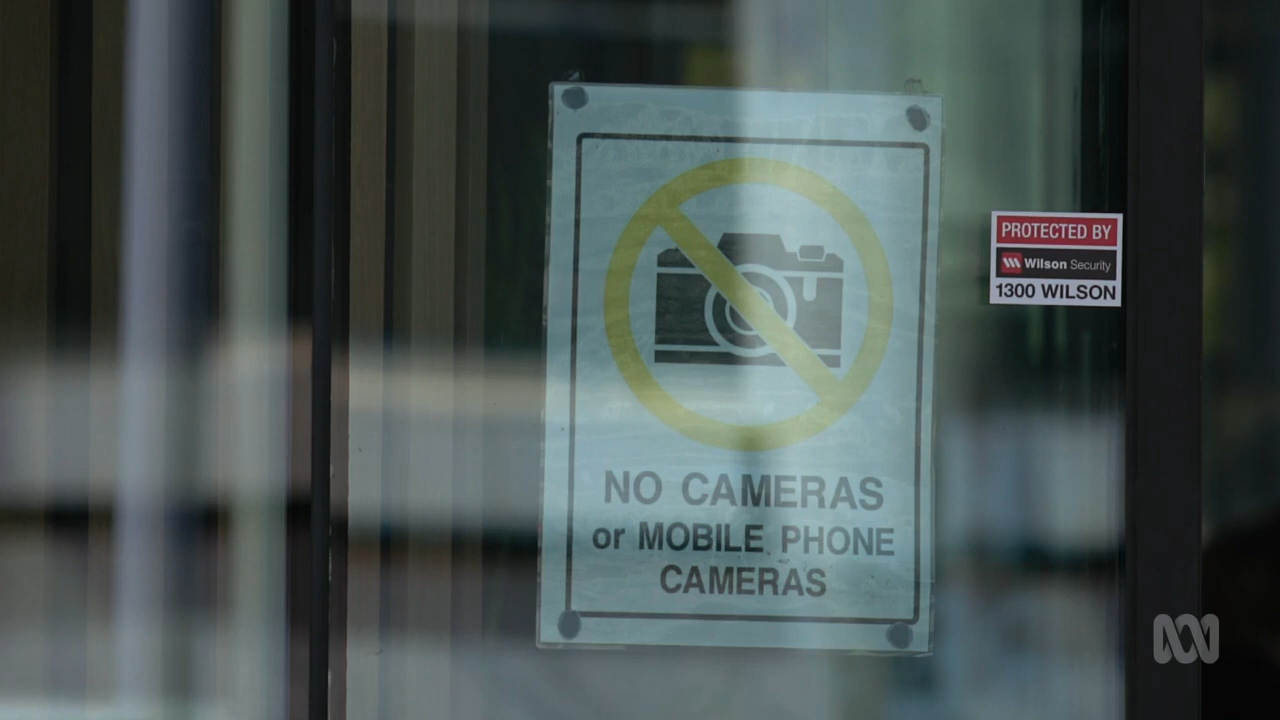 NO CAMERAS
or MOBILE PHONE
CAMERAS
PROTECTED BY
Wilson Security
1300 WILSON